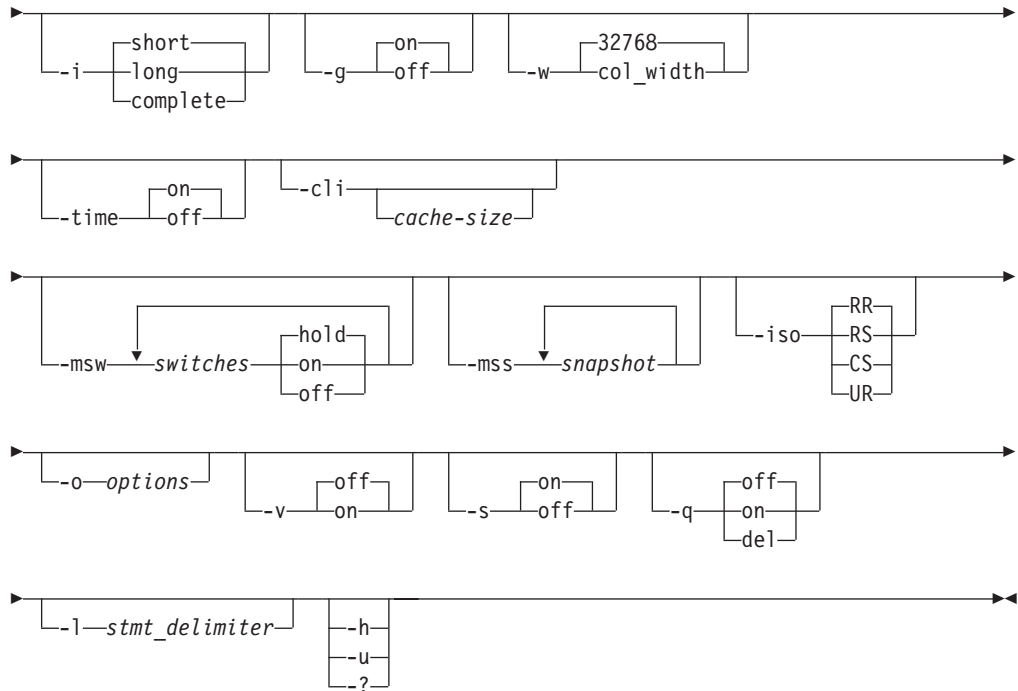 short on 32768
-i long -g off -w col_width
complete
on -cli
-time off cache-size
hold RR
-msw switches on -mss snapshot -iso RS
off CS
UR
-o options off on off
-v on -s off -q on
del
-l stmt_delimiter -h
-u
-?